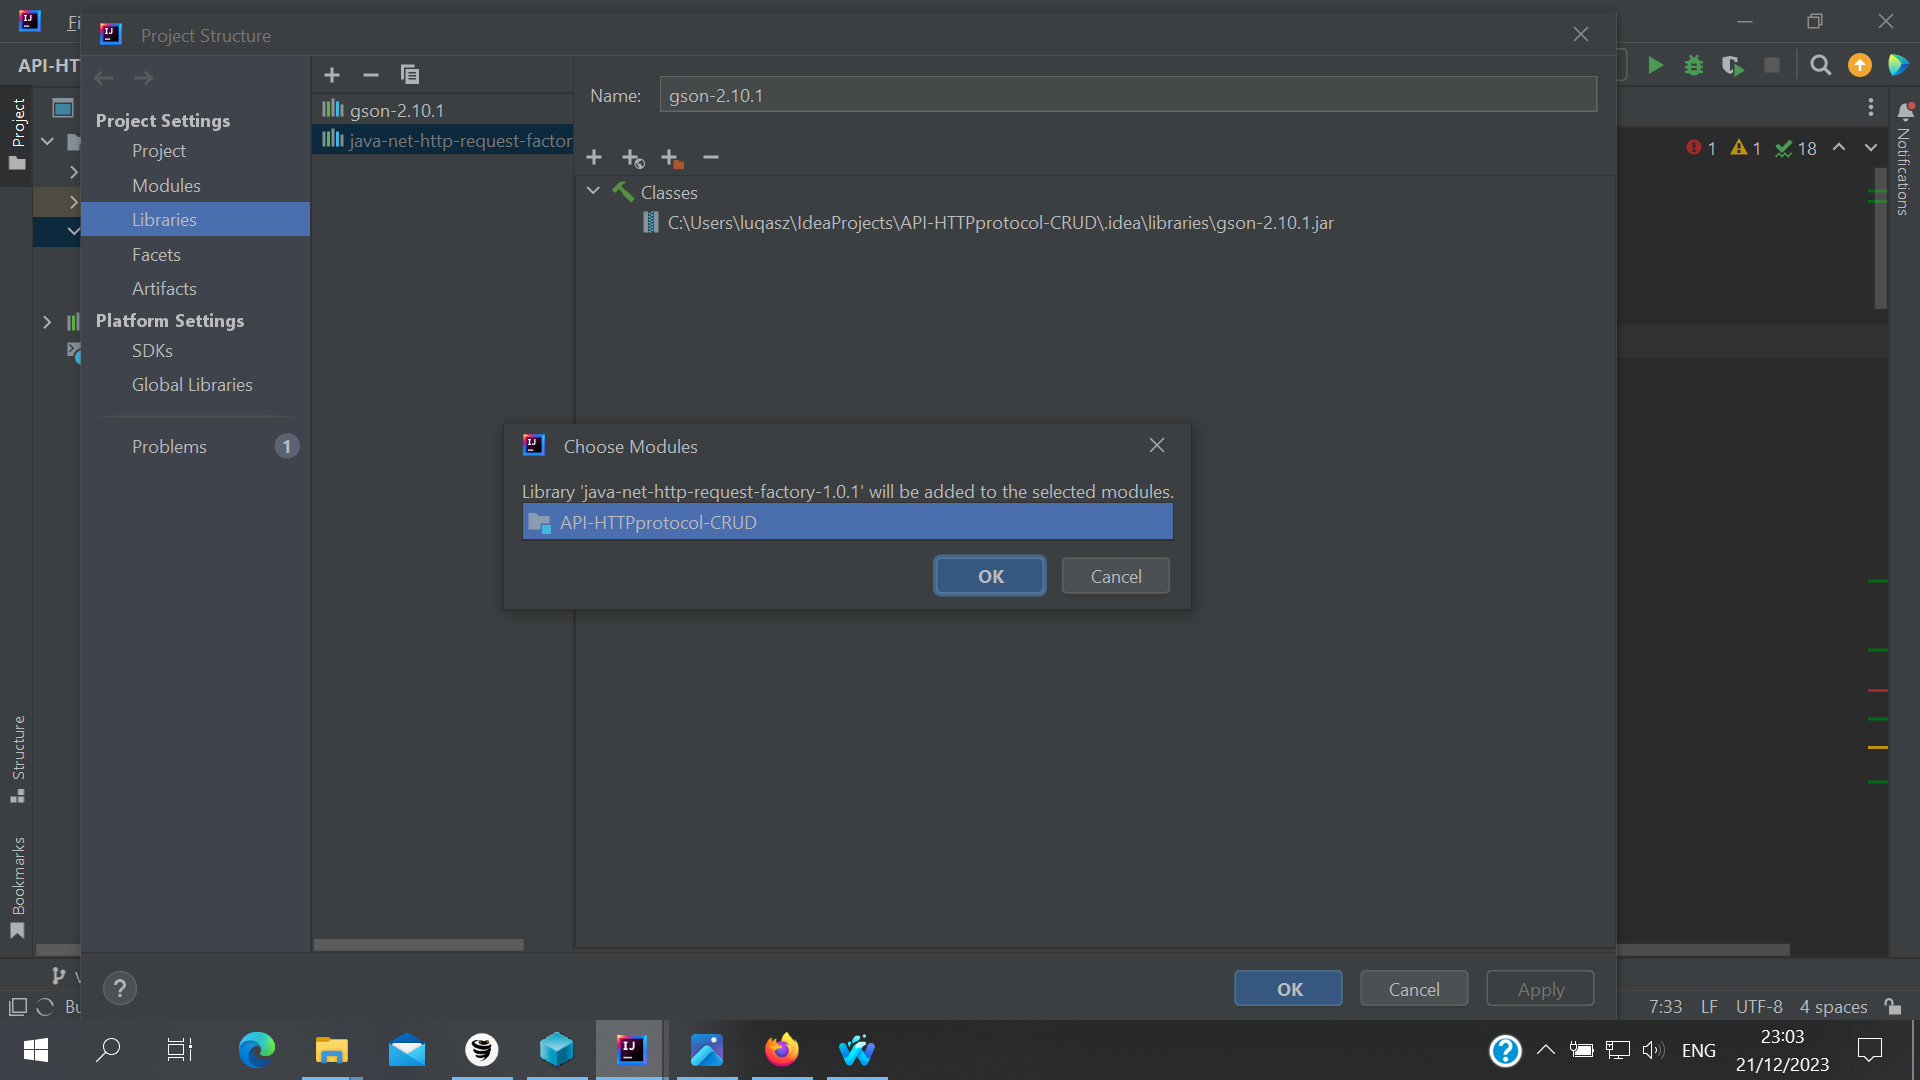 Fi
Project Structure
API-HT
Project
Project Settings
Project
Modules
Libraries
Facets
Artifacts
Platform Settings
SDKs
Global Libraries
Problems
1
gson-2.10.1
java-net-http-request-factor
Name:
gson-2.10.1
Classes
C:\Users\luqasz\IdeaProjects\API-HTTPprotocol-CRUD\.idea\libraries\gson-2.10.1.jar
1 1 18
Notifications
Choose Modules
Library 'java-net-http-request-factory-1.0.1' will be added to the selected modules.
API-HTTPprotocol-CRUD
OK
Cancel
Structure
Bookmarks
?
OK
Cancel
Apply
Bu
7:33 LF UTF-8 4 spaces
ENG
23:03
21/12/2023